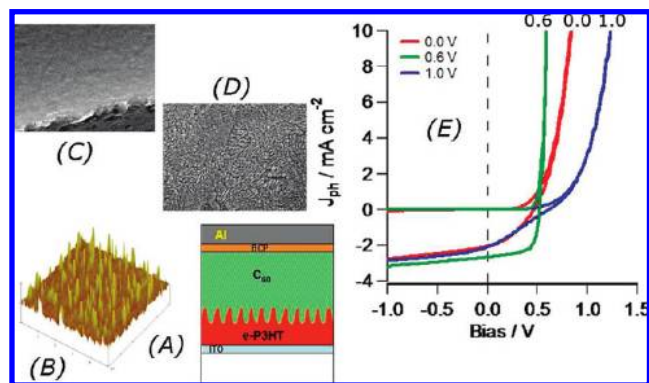 (C)
(D)
(B)
(A)
Al
BCP
C60
e-P3HT
ITO
0.6 0.0 1.0
0.0 V
0.6 V
1.0 V
(E)
Jph / mA cm-2
10
8
6
4
2
0
-2
-4
-1.0 -0.5 0.0 0.5 1.0 1.5
Bias / V